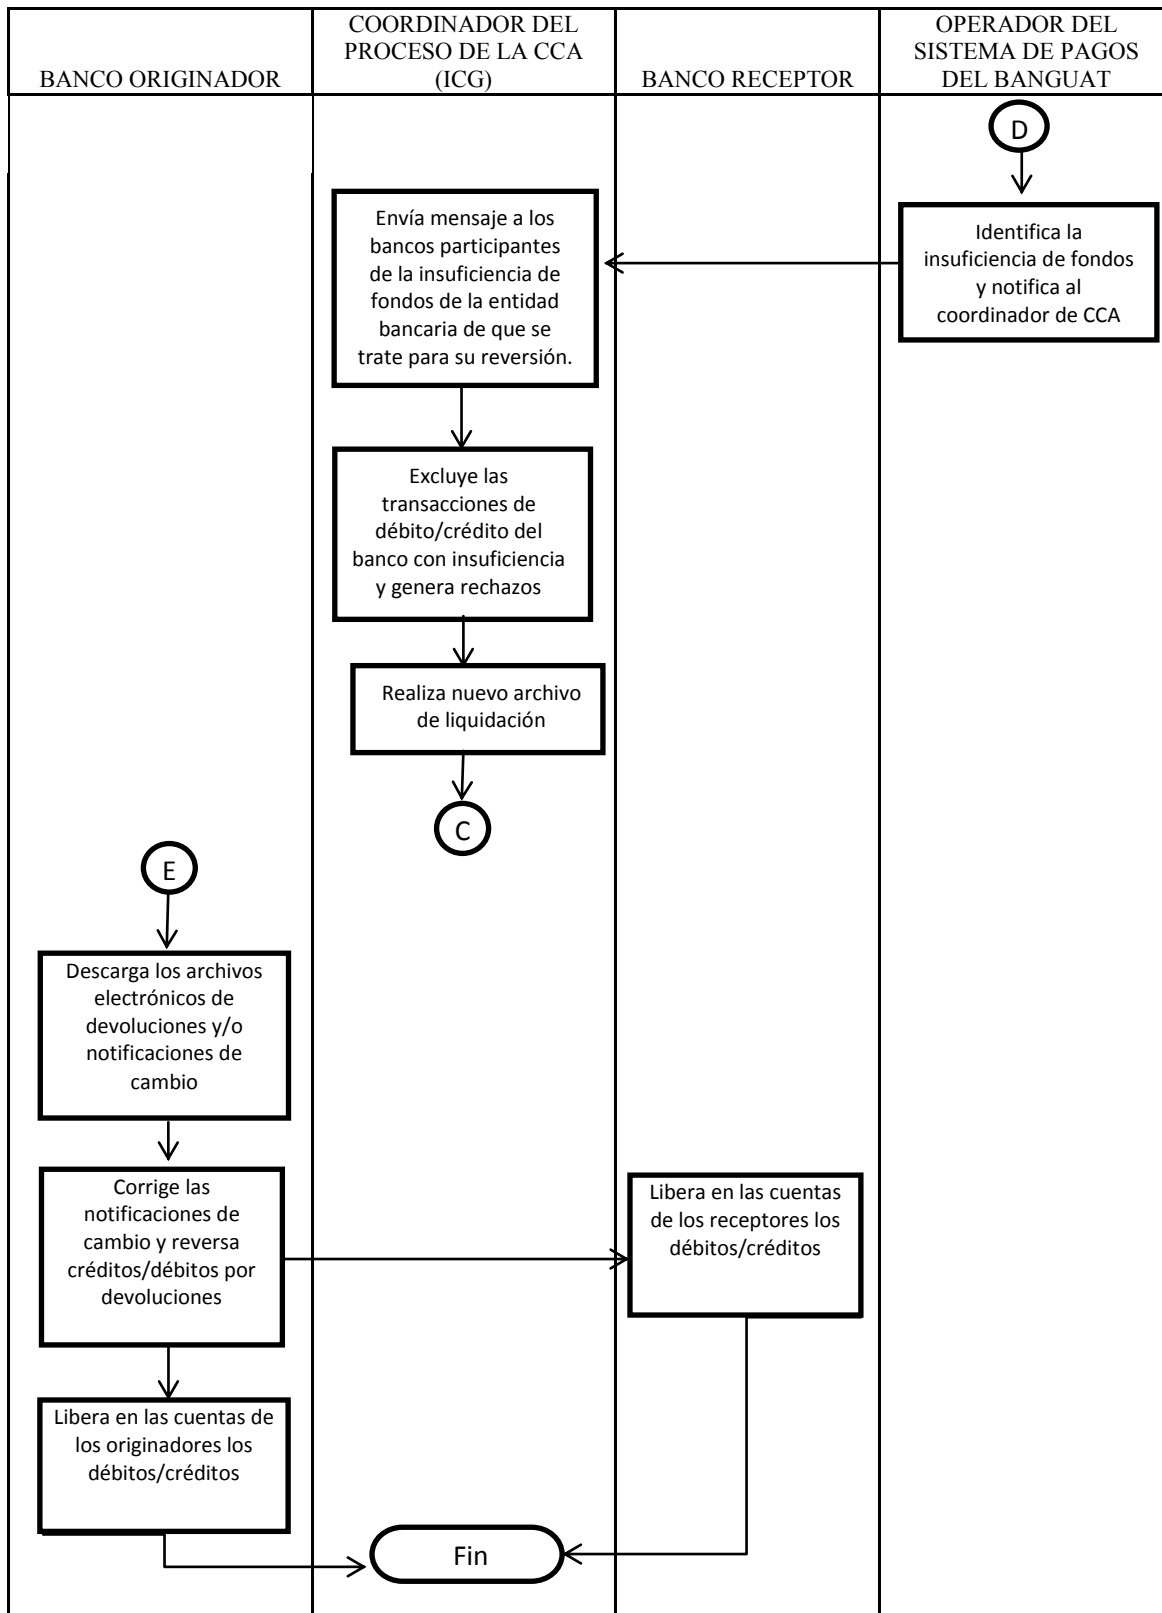 BANCO ORIGINADOR
COORDINADOR DEL
PROCESO DE LA CCA
(ICG)
BANCO RECEPTOR
OPERADOR DEL
SISTEMA DE PAGOS
DEL BANGUAT
D
Identifica la
insuficiencia de fondos
y notifica al
coordinador de CCA
Envía mensaje a los
bancos participantes
de la insuficiencia de
fondos de la entidad
bancaria de que se
trate para su reversión.
Excluye las
transacciones de
débito/crédito del
banco con insuficiencia
y genera rechazos
Realiza nuevo archivo
de liquidación
C
E
Descarga los archivos
electrónicos de
devoluciones y/o
notificaciones de
cambio
Corrige las
notificaciones de
cambio y reversa
créditos/débitos por
devoluciones
Libera en las cuentas
de los receptores los
débitos/créditos
Libera en las cuentas de
los originadores los
débitos/créditos
Fin